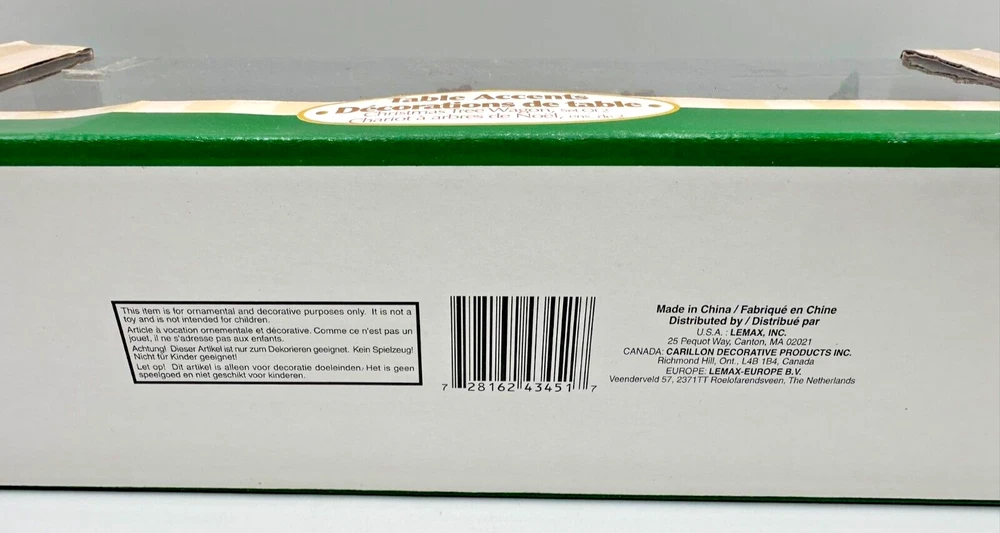 Table Accents
• Décorations de table •
Christmas Tree Wagon, Set Of 2
Chariot à arbres de Noël, ens. de 2
This item is for ornamental and decorative purposes only. It is not a
toy and is not intended for children.
Article à vocation ornementale et décorative. Comme ce n'est pas un
jouet, il ne s'adresse pas aux enfants.
Achtung! Dieser Artikel ist nur zum Dekorieren geeignet. Kein Spielzeug!
Nicht für Kinder geeignet!
Let op! Dit artikel is alleen voor decoratie doeleinden. Het is geen
speelgoed en niet geschikt voor kinderen.
7 28162 43451 7
Made in China / Fabriqué en Chine
Distributed by / Distribué par
U.S.A. : LEMAX, INC.
25 Pequot Way, Canton, MA 02021
CANADA: CARILLON DECORATIVE PRODUCTS INC.
Richmond Hill, Ont., L4B 1B4, Canada
EUROPE: LEMAX-EUROPE B.V.
Veenderveld 57, 2371TT Roelofarendsveen, The Netherlands